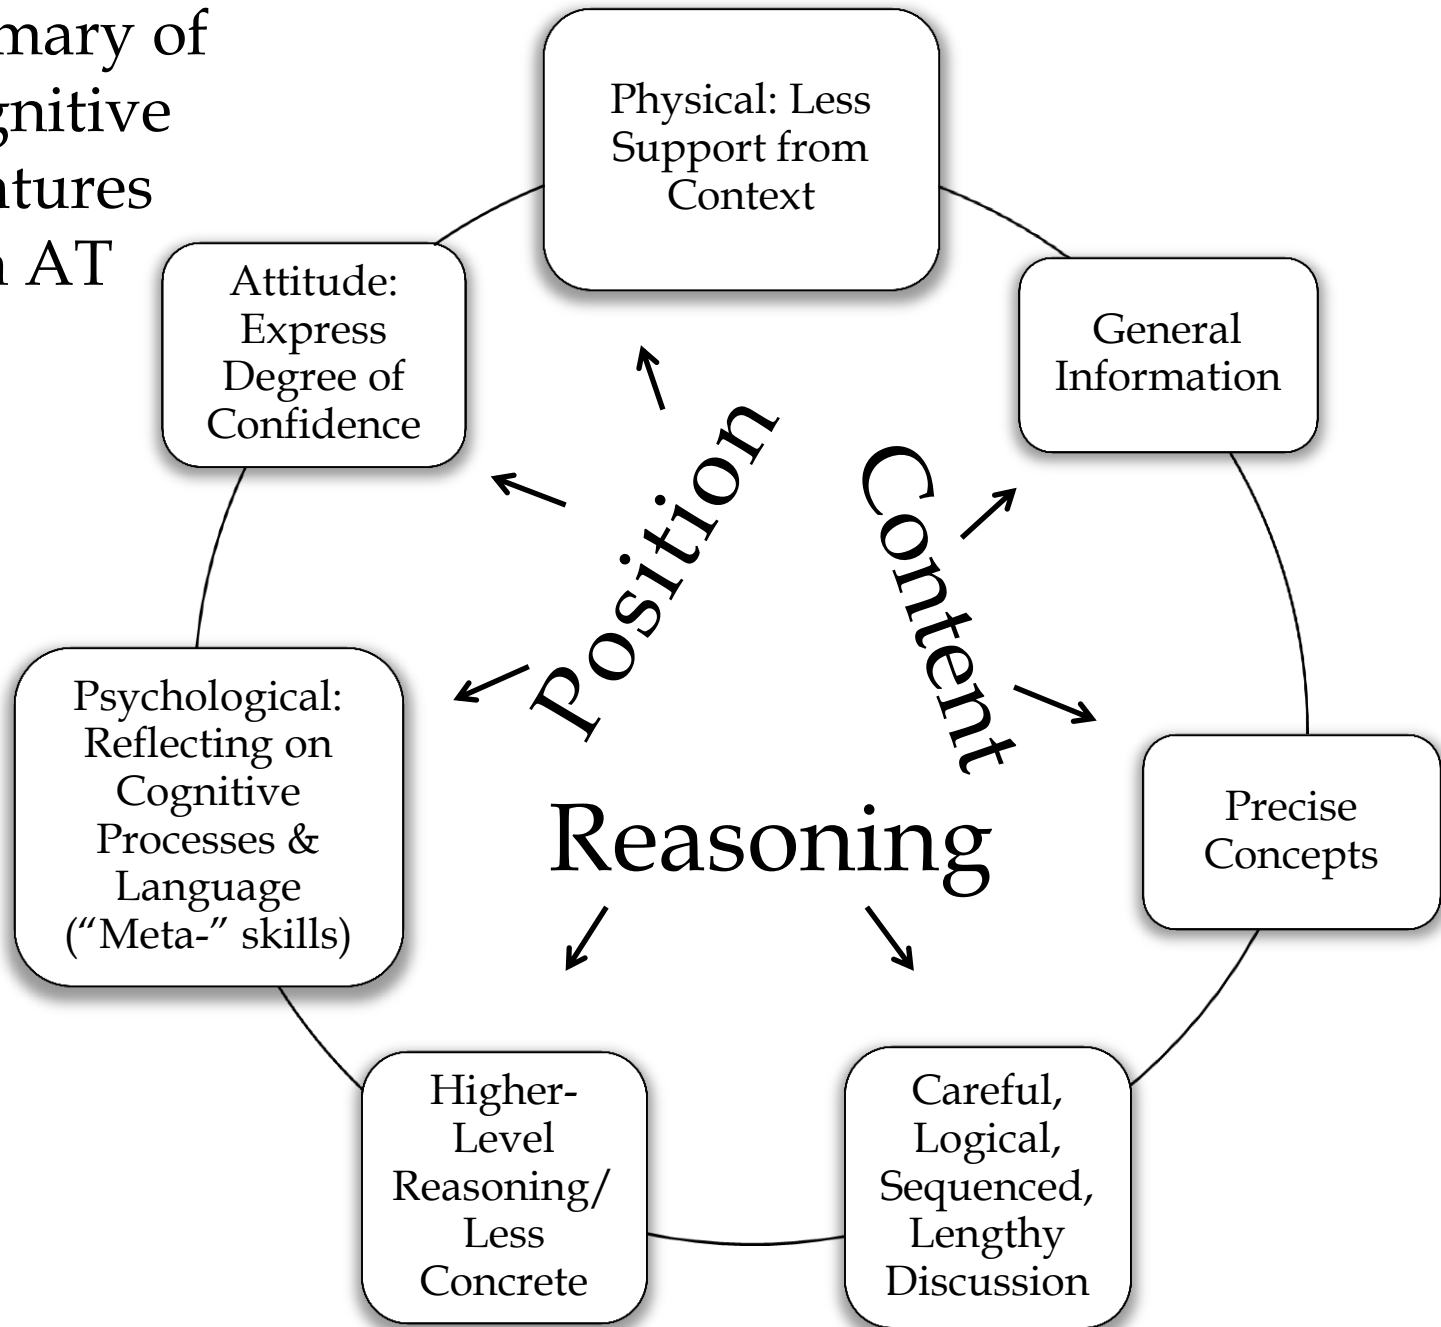 mary of
gnitive
atures
n AT
Physical: Less
Support from
Context
General
Information
Precise
Concepts
Careful,
Logical,
Sequenced,
Lengthy
Discussion
Higher-
Level
Reasoning/
Less
Concrete
Psychological:
Reflecting on
Cognitive
Processes &
Language
(“Meta-” skills)
Attitude:
Express
Degree of
Confidence
Position
Content
Reasoning